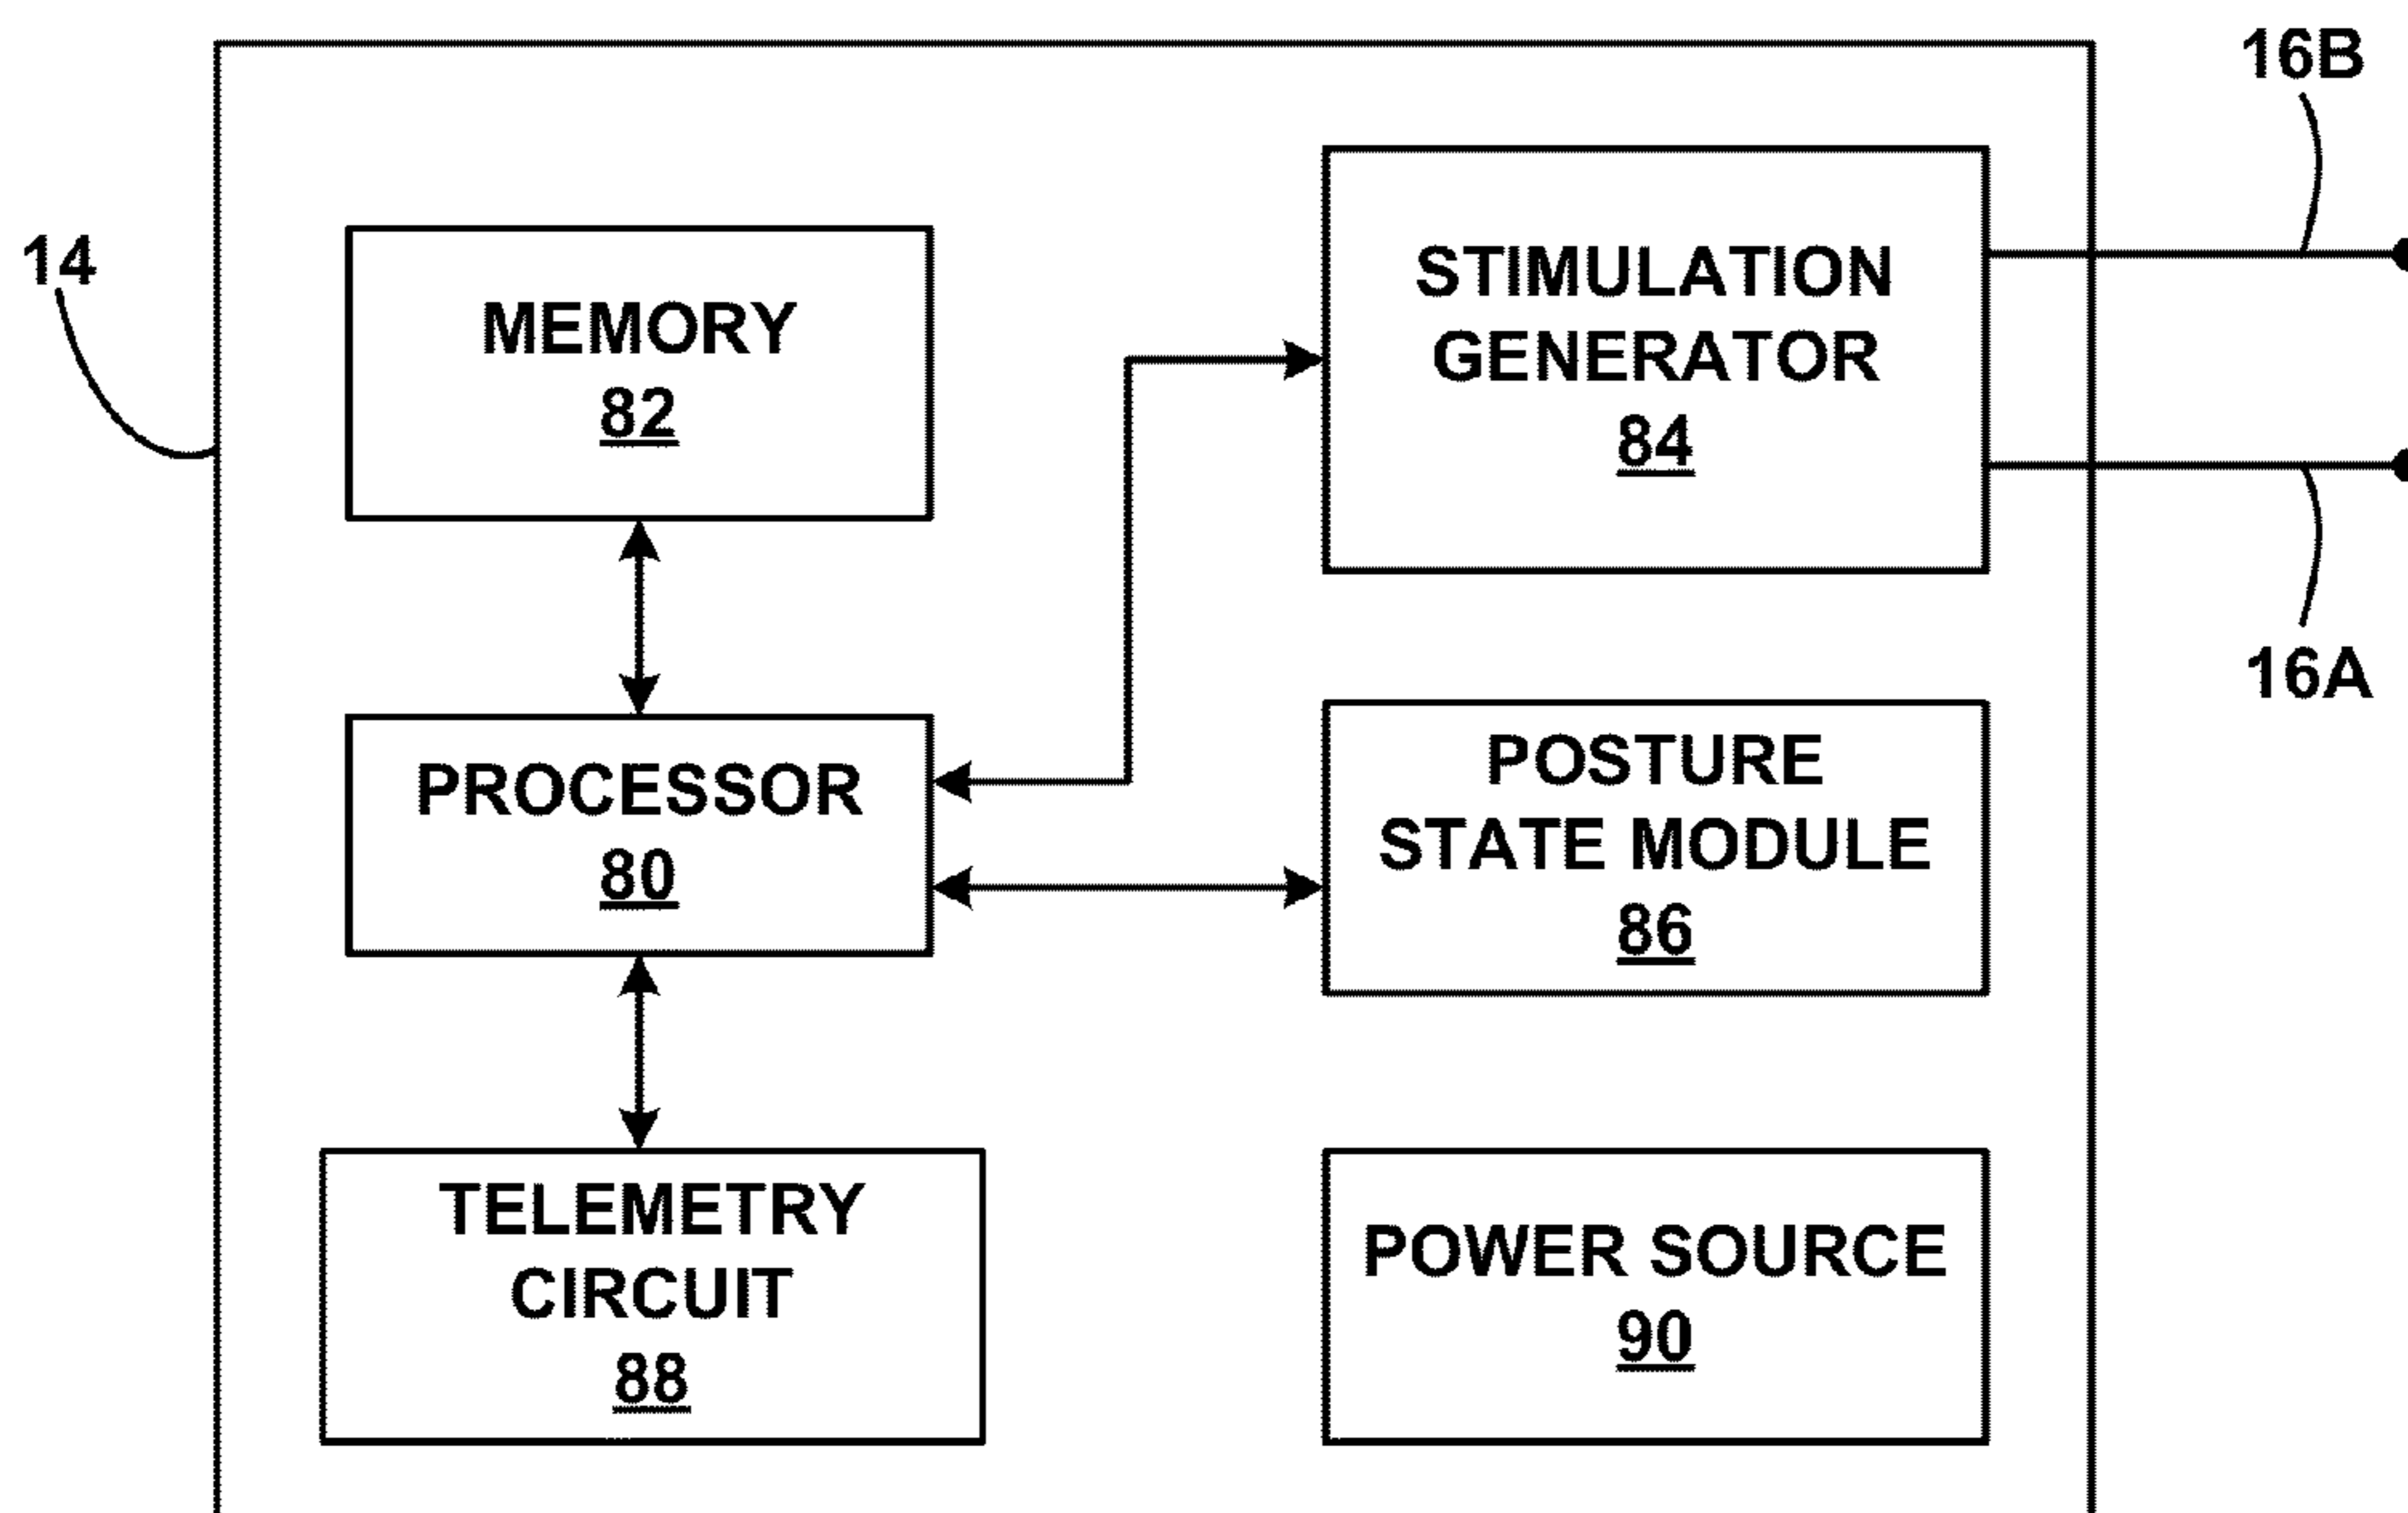 16B
14
MEMORY
82
STIMULATION
GENERATOR
84
16A
PROCESSOR
80
POSTURE
STATE MODULE
86
TELEMETRY
CIRCUIT
88
POWER SOURCE
90